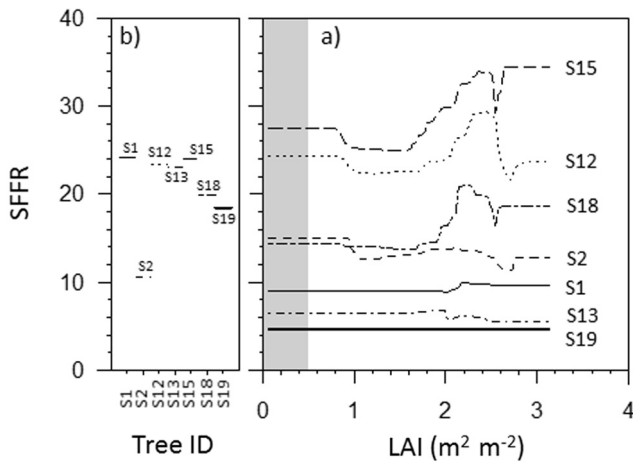 b)
a)
40
30
20
10
0
SFFR
S1
S12
S15
S13
S18
S19
S2
S15
S12
S18
S2
S1
S13
S19
S1
S2
S12
S13
S15
S18
S19
0
1
2
3
4
Tree ID
LAI (m² m⁻²)